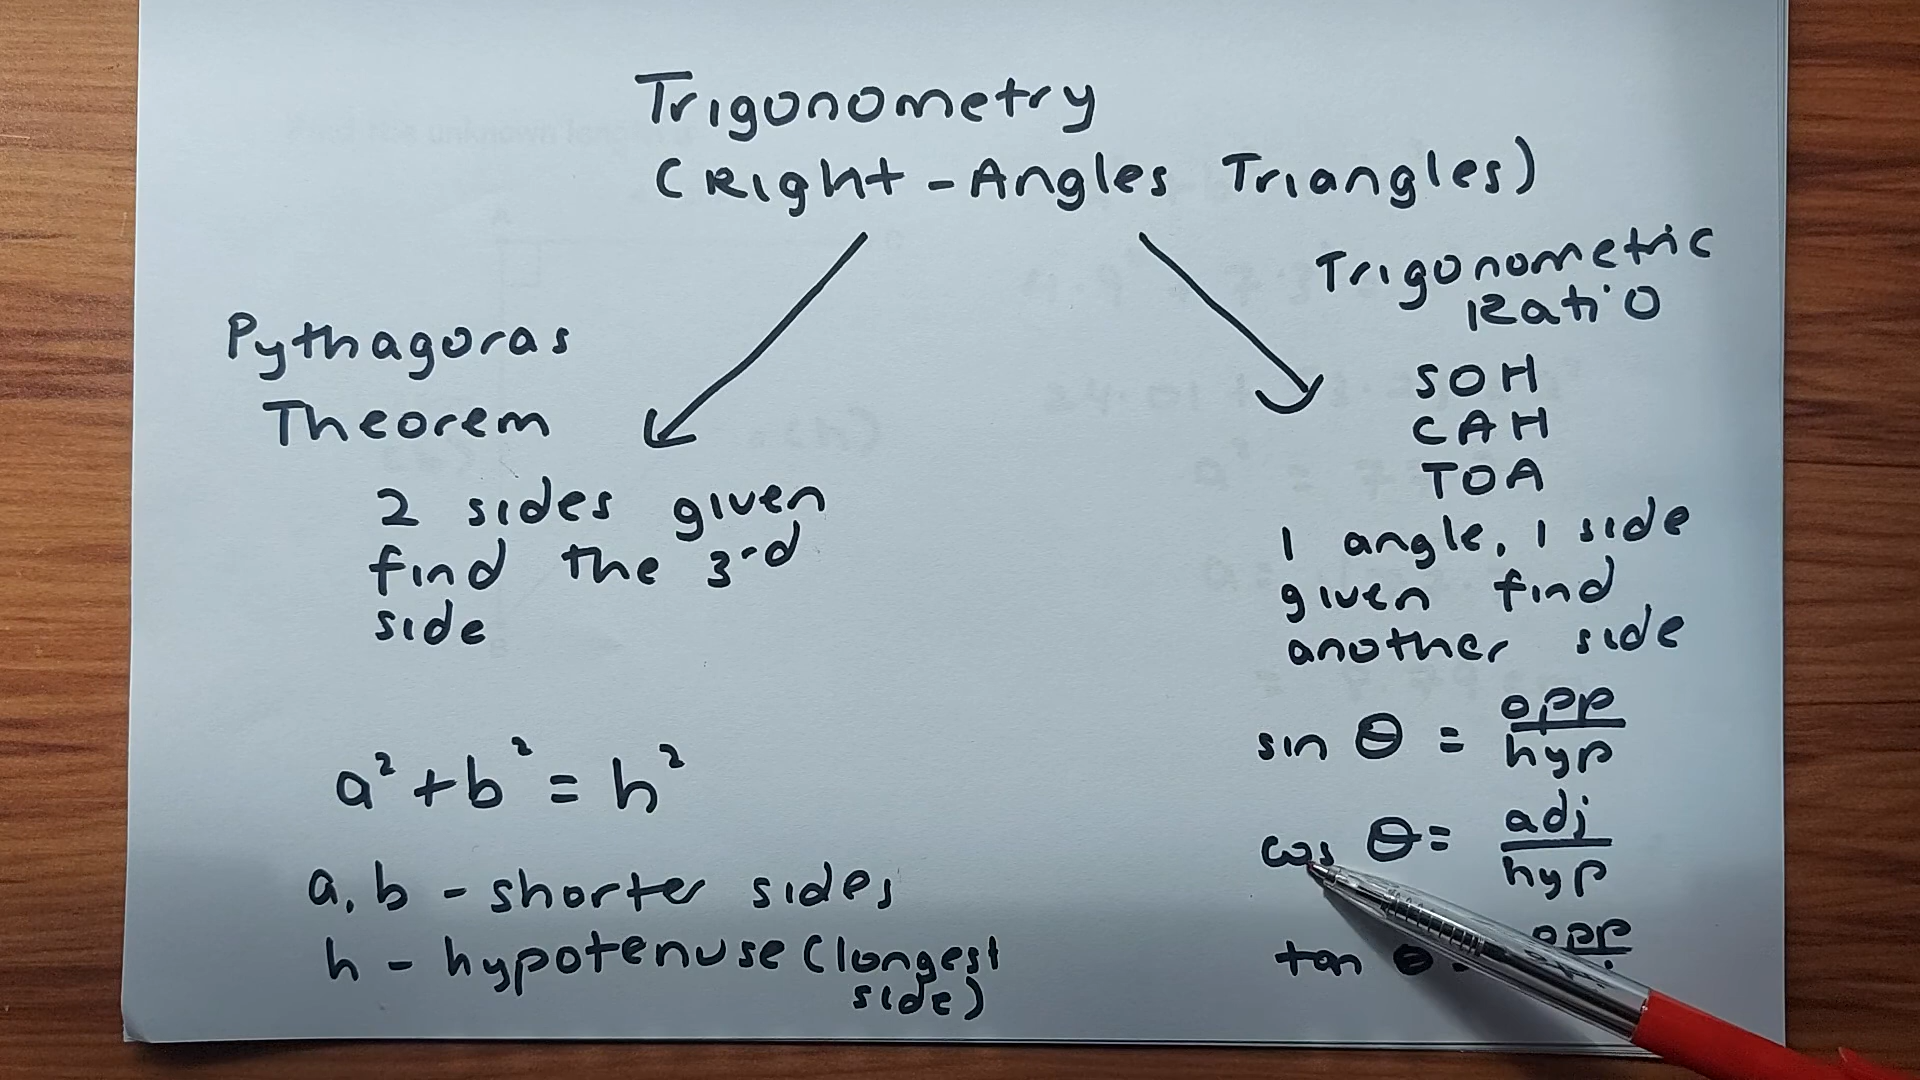 Trigonometry
(Right-Angles Triangles)
Pythagoras
Theorem
2 sides given
find the 3rd
side
a² + b² = h²
a, b - shorter sides
h - hypotenuse (longest
side)
Trigonometric
Ratio
SOH
CAH
TOA
1 angle, 1 side
given find
another side
sin θ = opp
hyp
cos θ = adj
hyp
tan θ = opp